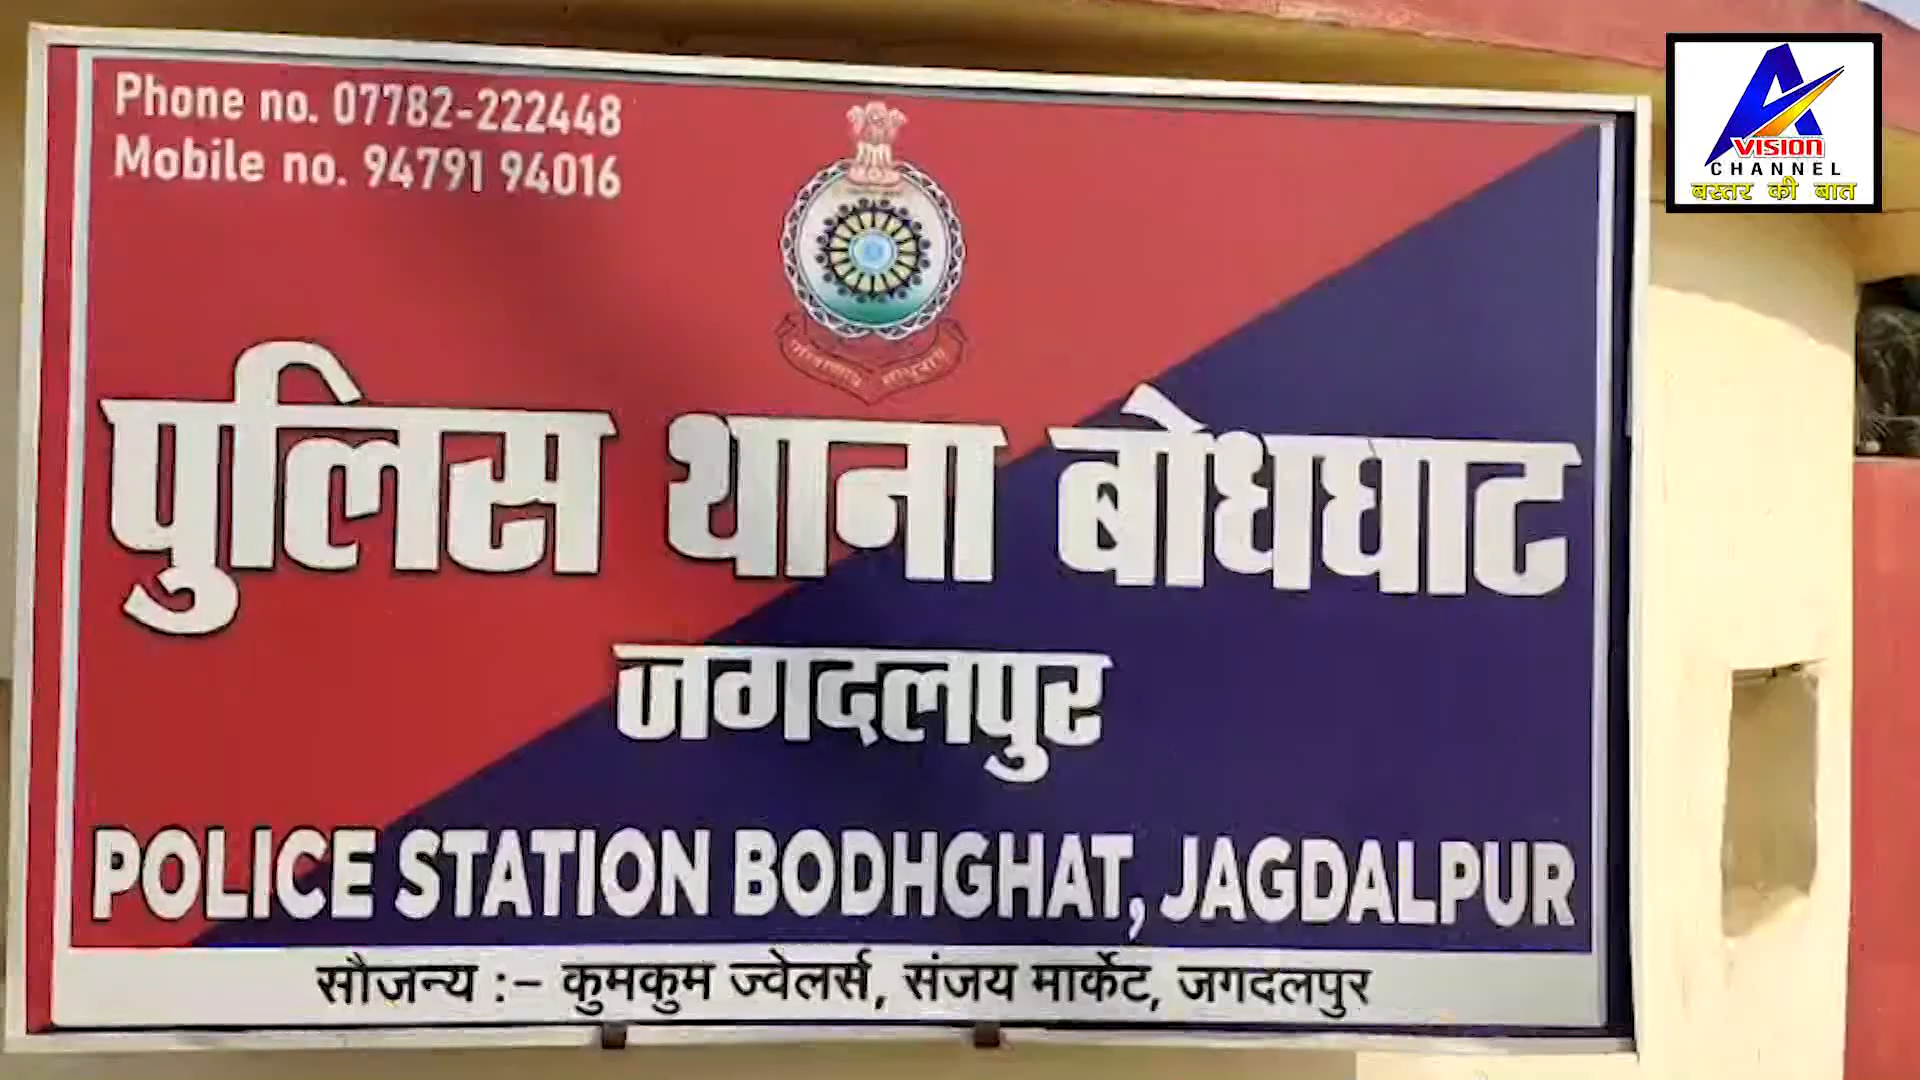 Phone no. 07782-222448
Mobile no. 94791 94016
पुलिस थाना बोधघाट
जगदलपुर
POLICE STATION BODHGHAT, JAGDALPUR
सौजन्य :– कुमकुम ज्वेलर्स, संजय मार्केट, जगदलपुर
VISION
CHANNEL
बस्तर की बात